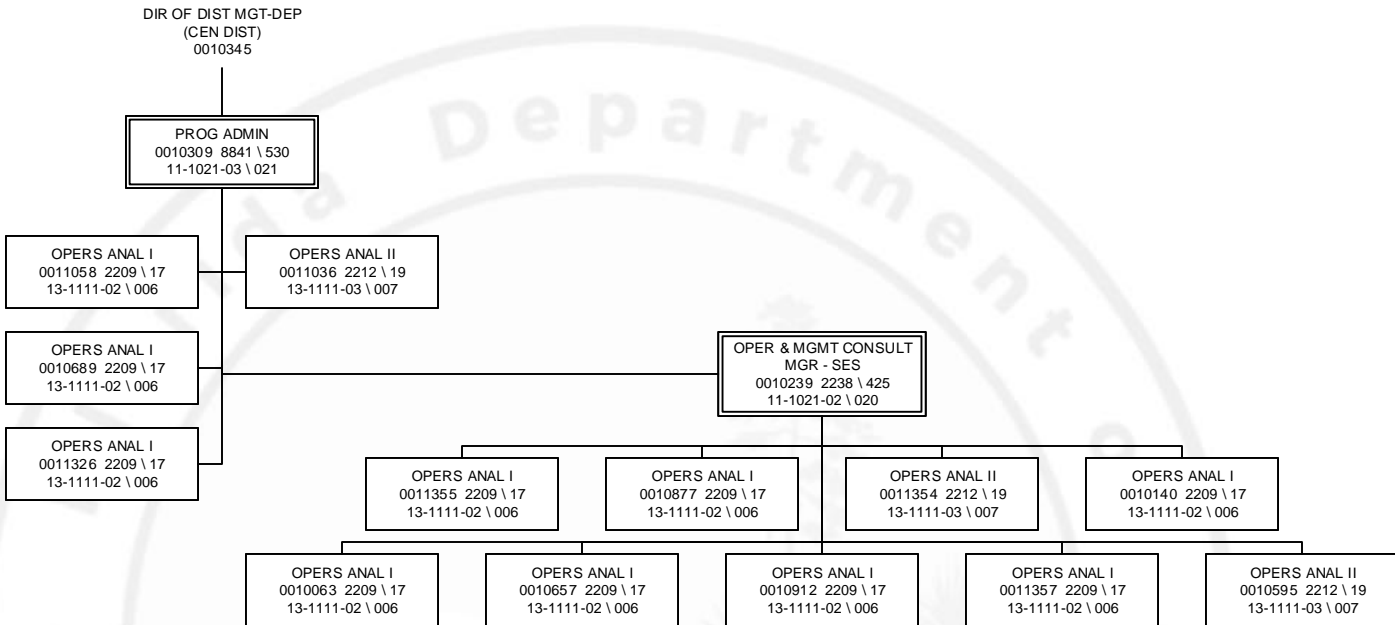 DIR OF DIST MGT-DEP
(CEN DIST)
0010345
PROG ADMIN
0010309 8841 \ 530
11-1021-03 \ 021
OPERS ANAL I
0011058 2209 \ 17
13-1111-02 \ 006
OPERS ANAL II
0011036 2212 \ 19
13-1111-03 \ 007
OPERS ANAL I
0010689 2209 \ 17
13-1111-02 \ 006
OPER & MGMT CONSULT
MGR - SES
0010239 2238 \ 425
11-1021-02 \ 020
OPERS ANAL I
0011326 2209 \ 17
13-1111-02 \ 006
OPERS ANAL I
0011355 2209 \ 17
13-1111-02 \ 006
OPERS ANAL I
0010877 2209 \ 17
13-1111-02 \ 006
OPERS ANAL II
0011354 2212 \ 19
13-1111-03 \ 007
OPERS ANAL I
0010140 2209 \ 17
13-1111-02 \ 006
OPERS ANAL I
0010063 2209 \ 17
13-1111-02 \ 006
OPERS ANAL I
0010657 2209 \ 17
13-1111-02 \ 006
OPERS ANAL I
0010912 2209 \ 17
13-1111-02 \ 006
OPERS ANAL I
0011357 2209 \ 17
13-1111-02 \ 006
OPERS ANAL II
0010595 2212 \ 19
13-1111-03 \ 007
Department o